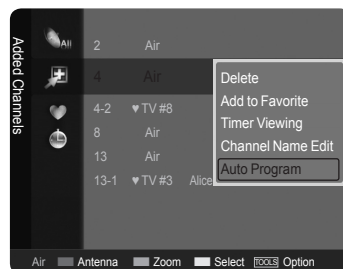 Added Channels
All
2 Air
4 Air
4-2 ♥ TV #8
8 Air
13 Air
13-1 ♥ TV #3 Alice
Delete
Add to Favorite
Timer Viewing
Channel Name Edit
Auto Program
Air Antenna Zoom Select TOOLS Option